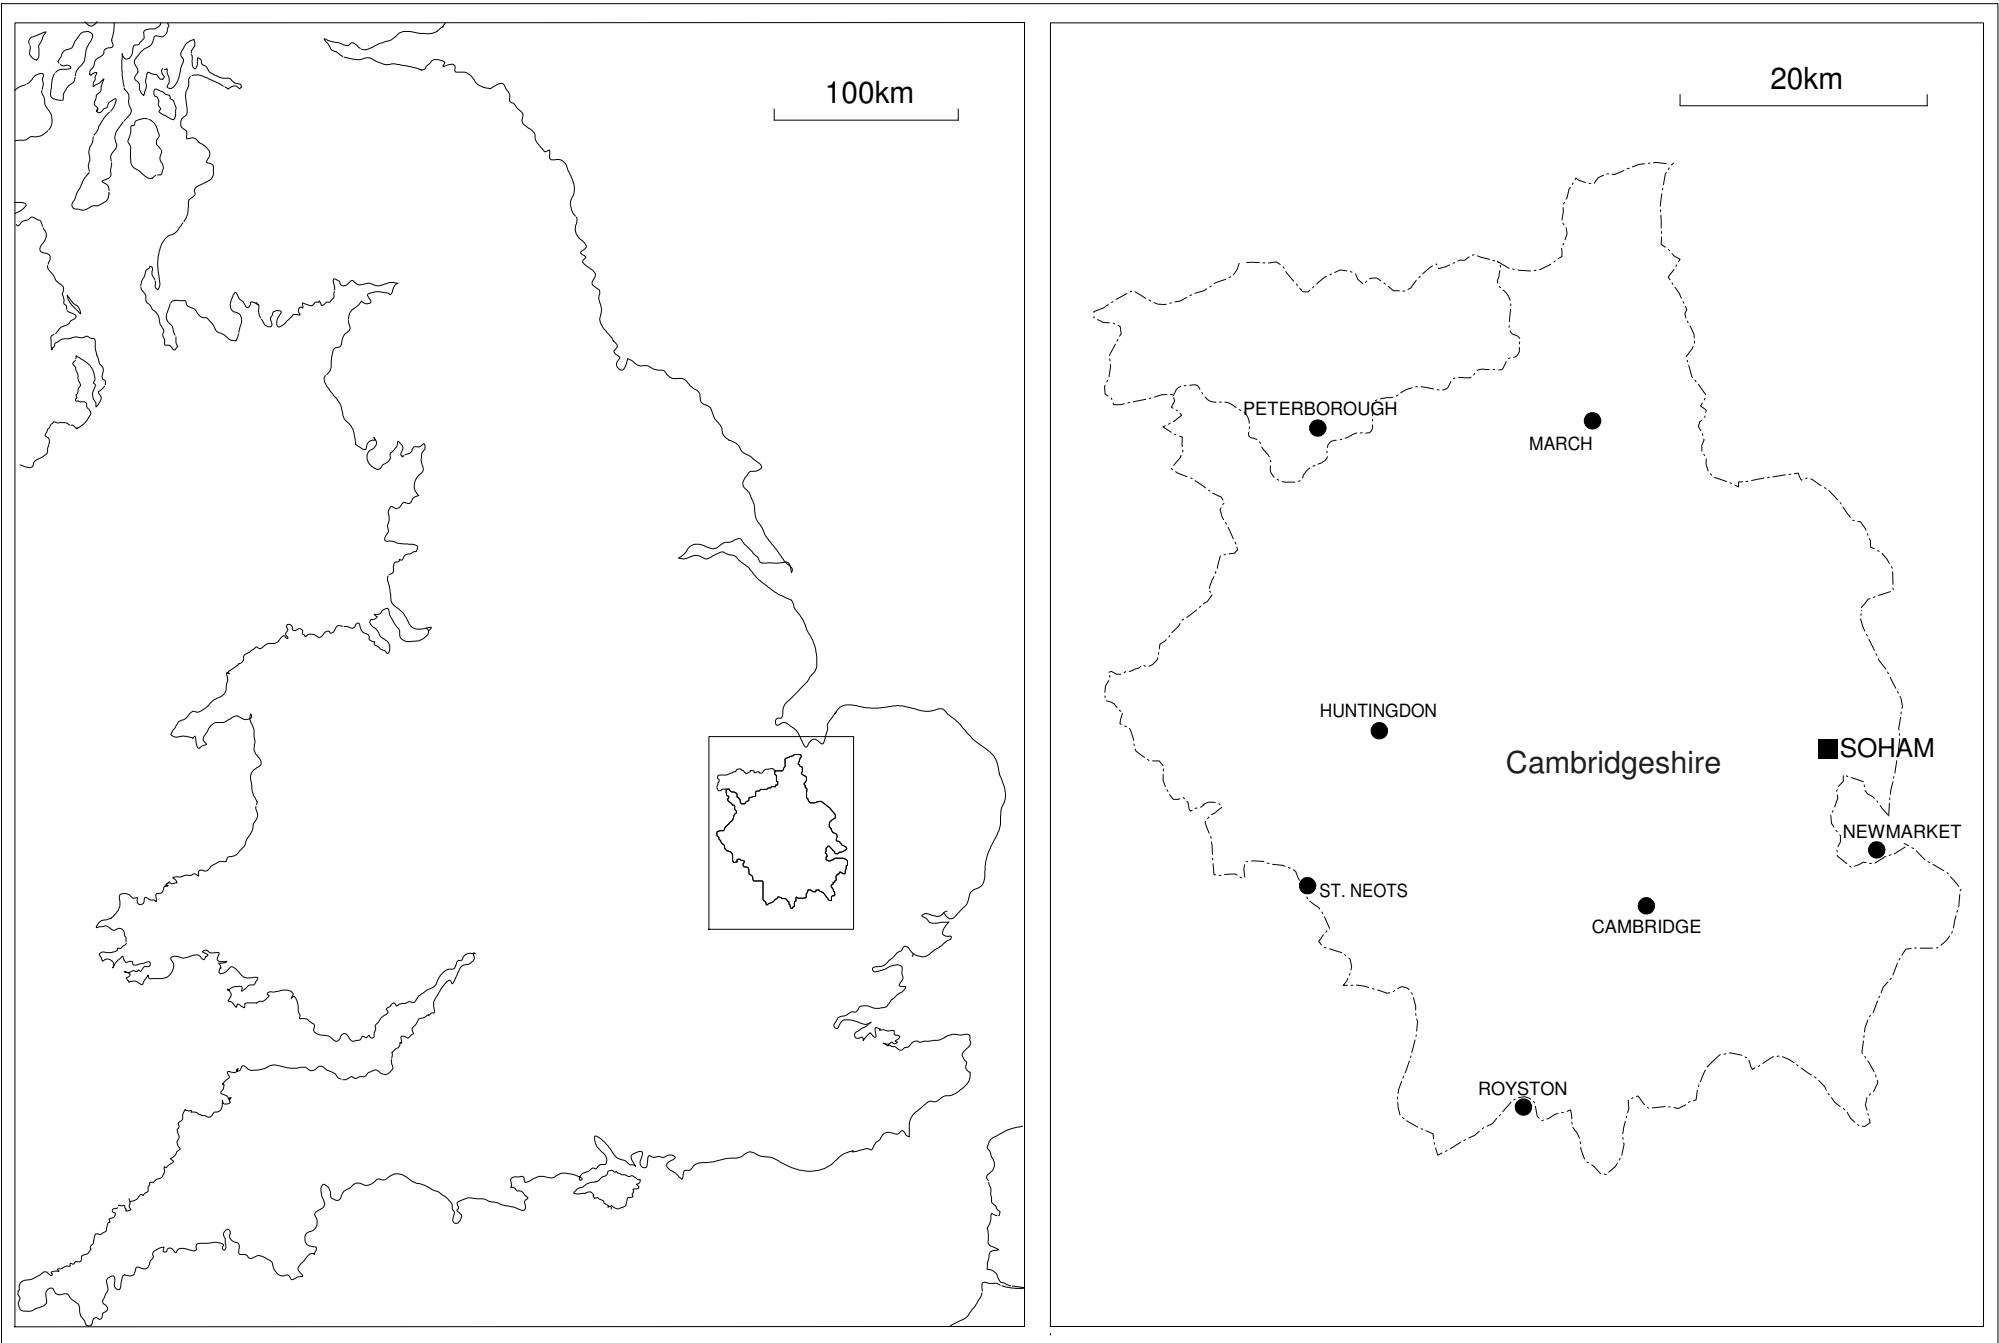 100km
20km
PETERBOROUGH
MARCH
HUNTINGDON
Cambridgeshire
SOHAM
NEWMARKET
ST. NEOTS
CAMBRIDGE
ROYSTON